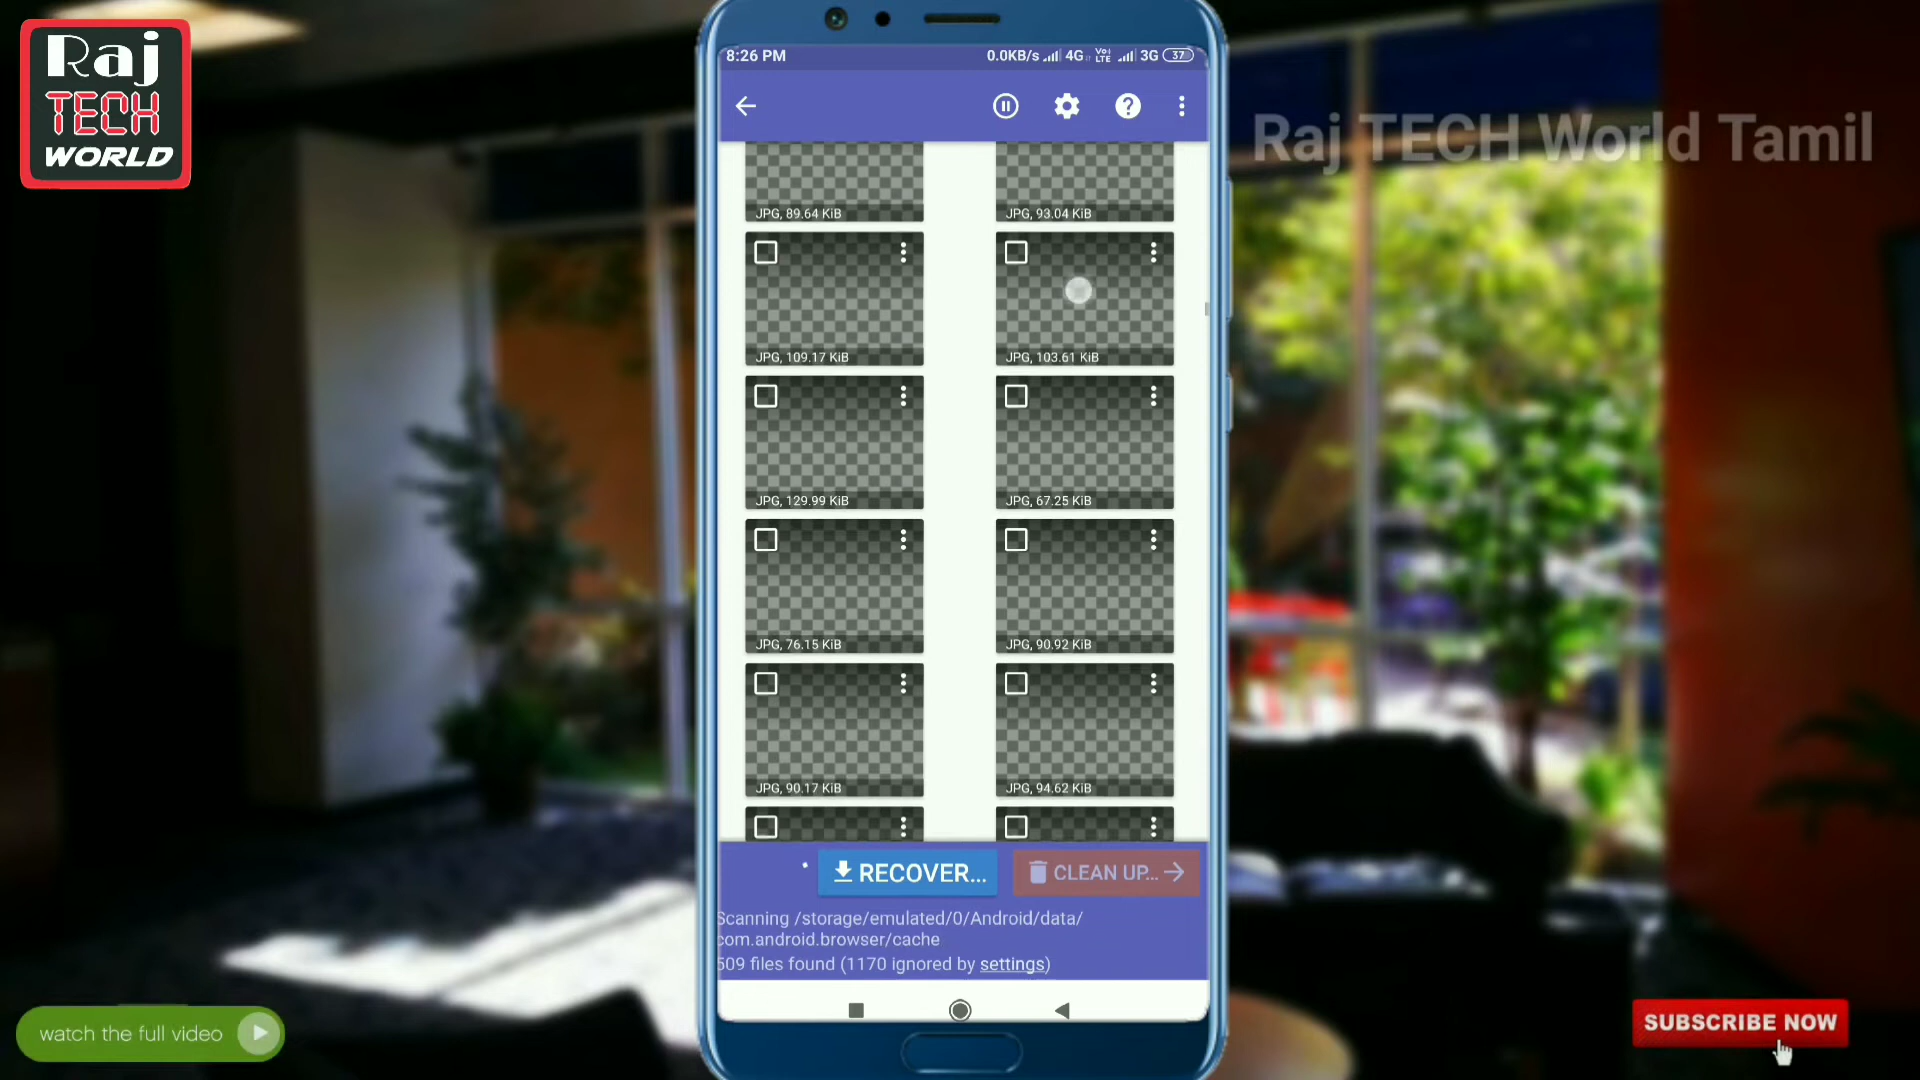 Raj
TECH
WORLD
8:26 PM
0.0KB/s 4G VoLTE 3G 37
Raj TECH World Tamil
JPG, 89.64 KiB
JPG, 93.04 KiB
JPG, 109.17 KiB
JPG, 103.61 KiB
JPG, 129.99 KiB
JPG, 67.25 KiB
JPG, 76.15 KiB
JPG, 90.92 KiB
JPG, 90.17 KiB
JPG, 94.62 KiB
RECOVER...
CLEAN UP...
Scanning /storage/emulated/0/Android/data/
com.android.browser/cache
509 files found (1170 ignored by settings)
watch the full video
SUBSCRIBE NOW